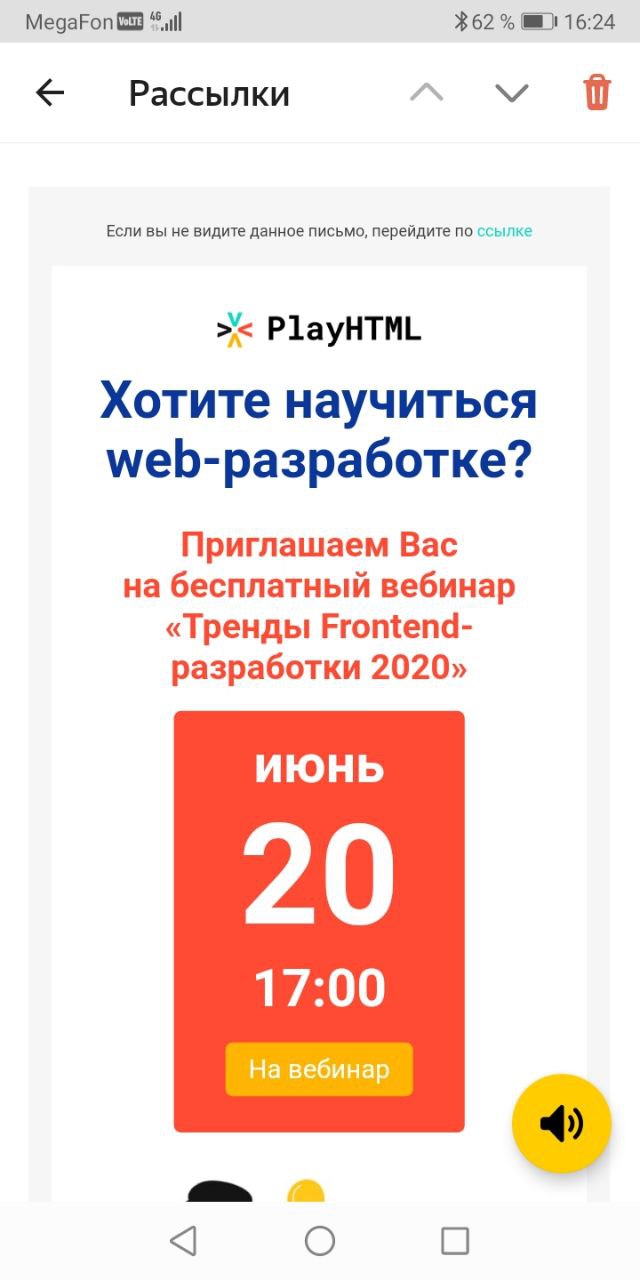 MegaFon VoLTE 4G 62 % 16:24
Рассылки
Если вы не видите данное письмо, перейдите по ссылке
PlayHTML
Хотите научиться
web-разработке?
Приглашаем Вас
на бесплатный вебинар
«Тренды Frontend-
разработки 2020»
июнь
20
17:00
На вебинар